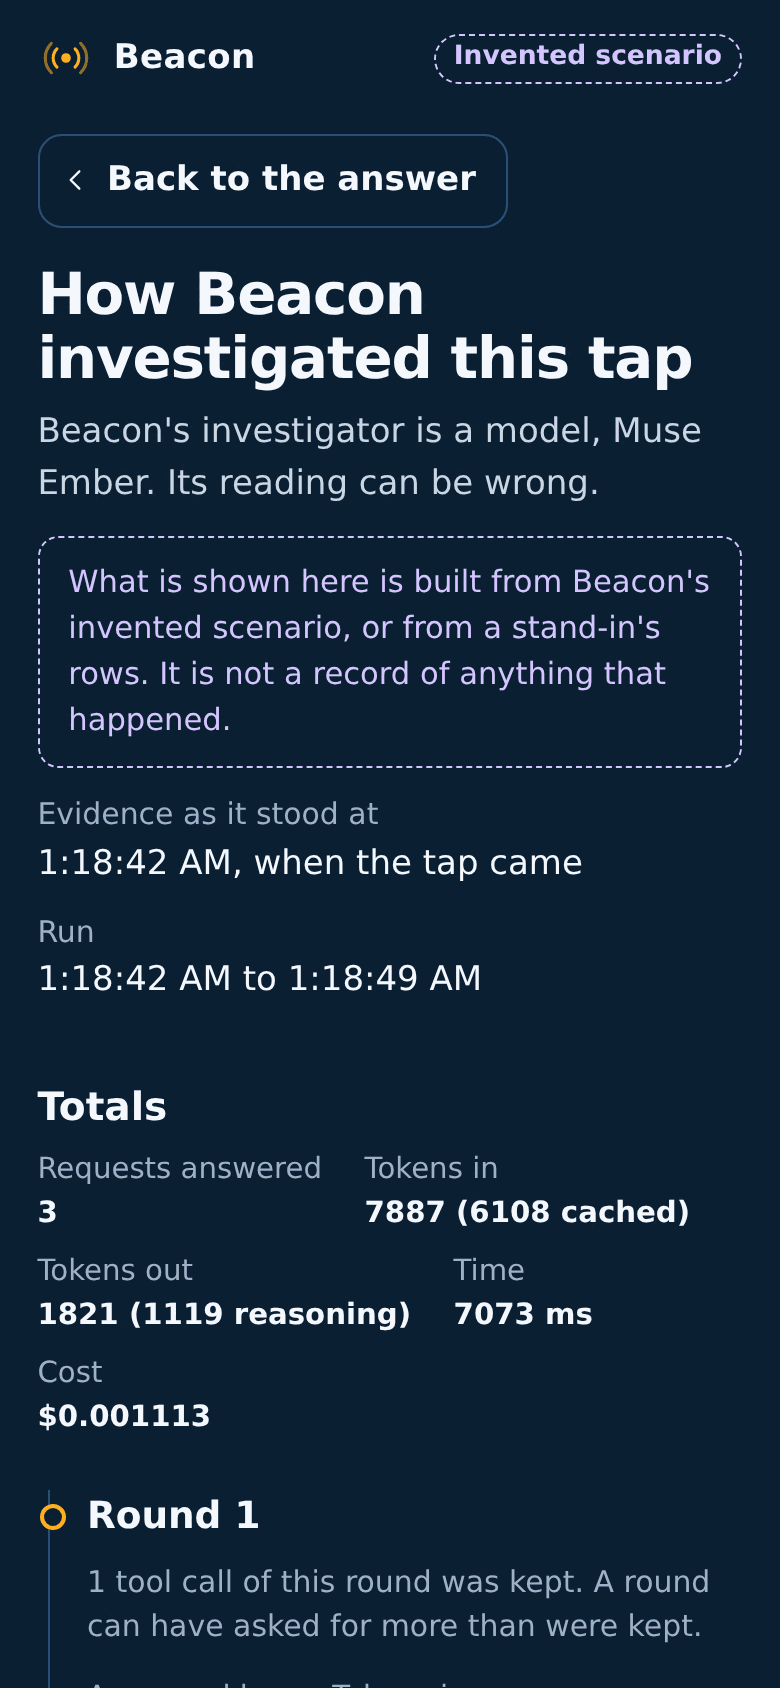 Beacon
Invented scenario
Back to the answer
How Beacon
investigated this tap
Beacon's investigator is a model, Muse
Ember. Its reading can be wrong.
What is shown here is built from Beacon's
invented scenario, or from a stand-in's
rows. It is not a record of anything that
happened.
Evidence as it stood at
1:18:42 AM, when the tap came
Run
1:18:42 AM to 1:18:49 AM
Totals
Requests answered
3
Tokens in
7887 (6108 cached)
Tokens out
1821 (1119 reasoning)
Time
7073 ms
Cost
$0.001113
Round 1
1 tool call of this round was kept. A round
can have asked for more than were kept.